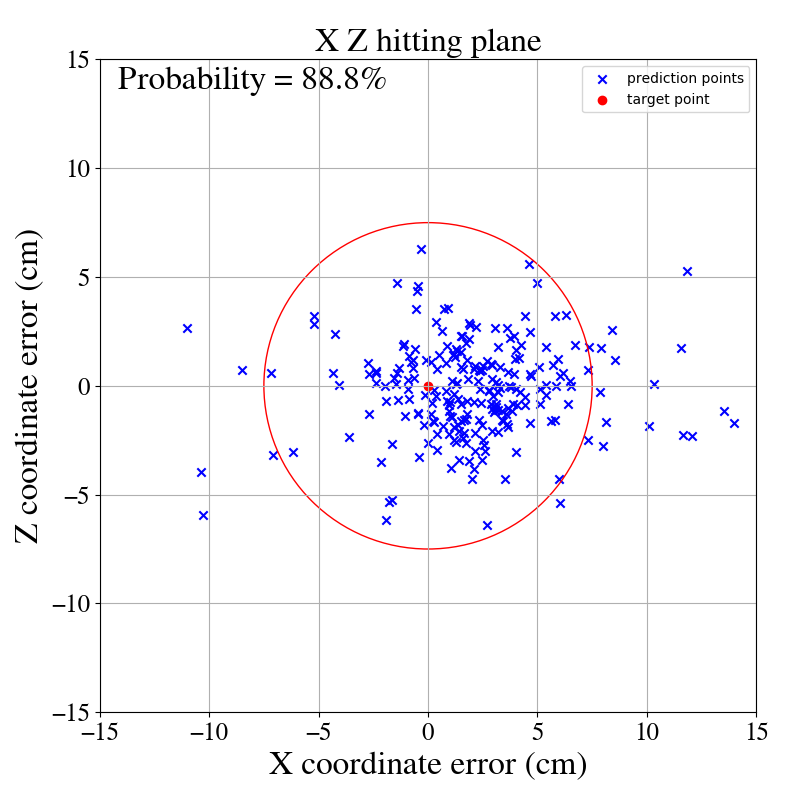 X Z hitting plane
Probability = 88.8%
prediction points
target point
Z coordinate error (cm)
15
10
5
0
−5
−10
−15
−15 −10 −5 0 5 10 15
X coordinate error (cm)